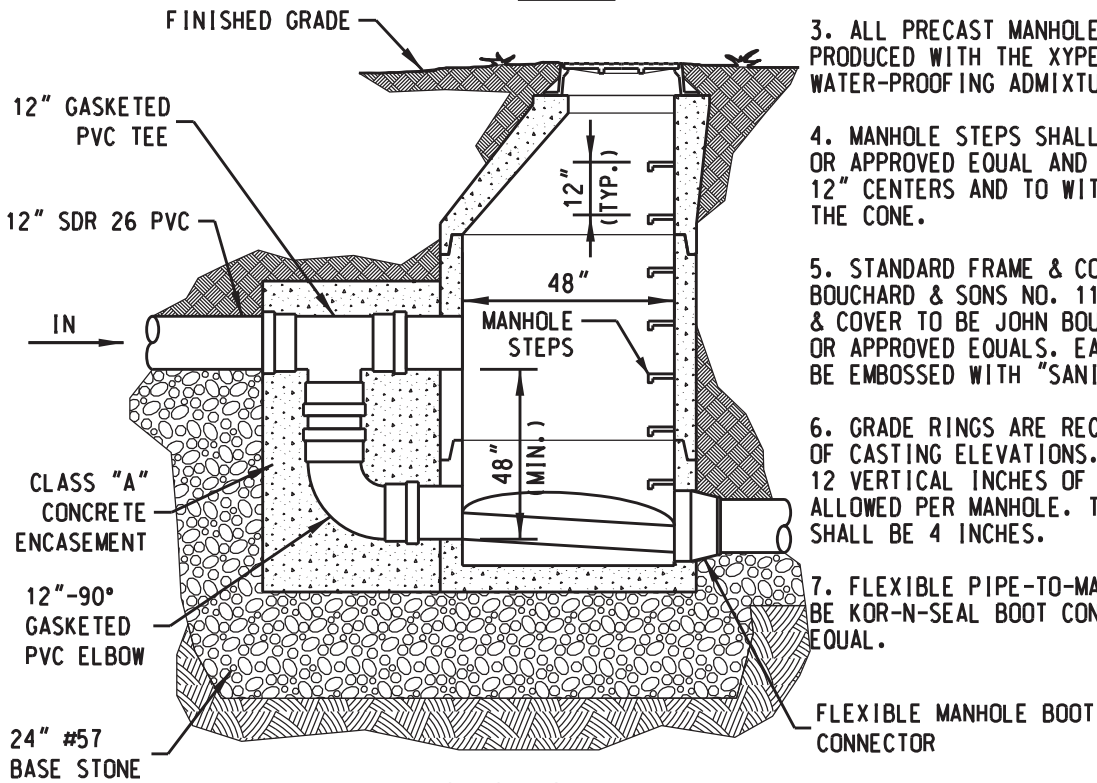 FINISHED GRADE
12" GASKETED
PVC TEE
12" SDR 26 PVC
IN
CLASS "A"
CONCRETE
ENCASEMENT
12"-90°
GASKETED
PVC ELBOW
24" #57
BASE STONE
12"
(TYP.)
48"
MANHOLE
STEPS
48"
(MIN.)
3. ALL PRECAST MANHOLE
PRODUCED WITH THE XYPE
WATER-PROOFING ADMIXTU
4. MANHOLE STEPS SHALL
OR APPROVED EQUAL AND
12" CENTERS AND TO WIT
THE CONE.
5. STANDARD FRAME & CO
BOUCHARD & SONS NO. 11
& COVER TO BE JOHN BOU
OR APPROVED EQUALS. EA
BE EMBOSSED WITH "SANI
6. GRADE RINGS ARE REC
OF CASTING ELEVATIONS.
12 VERTICAL INCHES OF
ALLOWED PER MANHOLE. T
SHALL BE 4 INCHES.
7. FLEXIBLE PIPE-TO-MA
BE KOR-N-SEAL BOOT CON
EQUAL.
FLEXIBLE MANHOLE BOOT
CONNECTOR